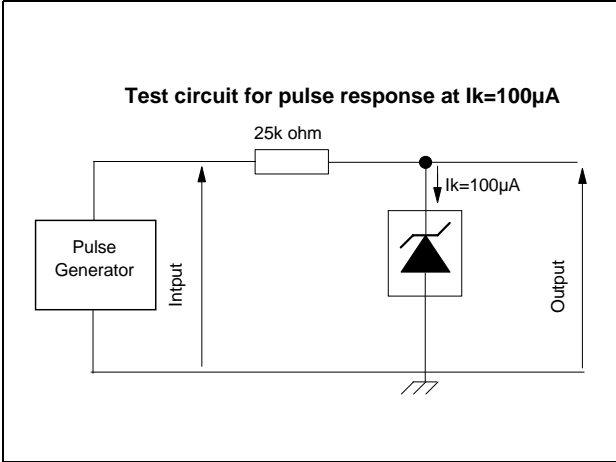 Test circuit for pulse response at Ik=100µA
25k ohm
Ik=100µA
Pulse
Generator
Intput
Output